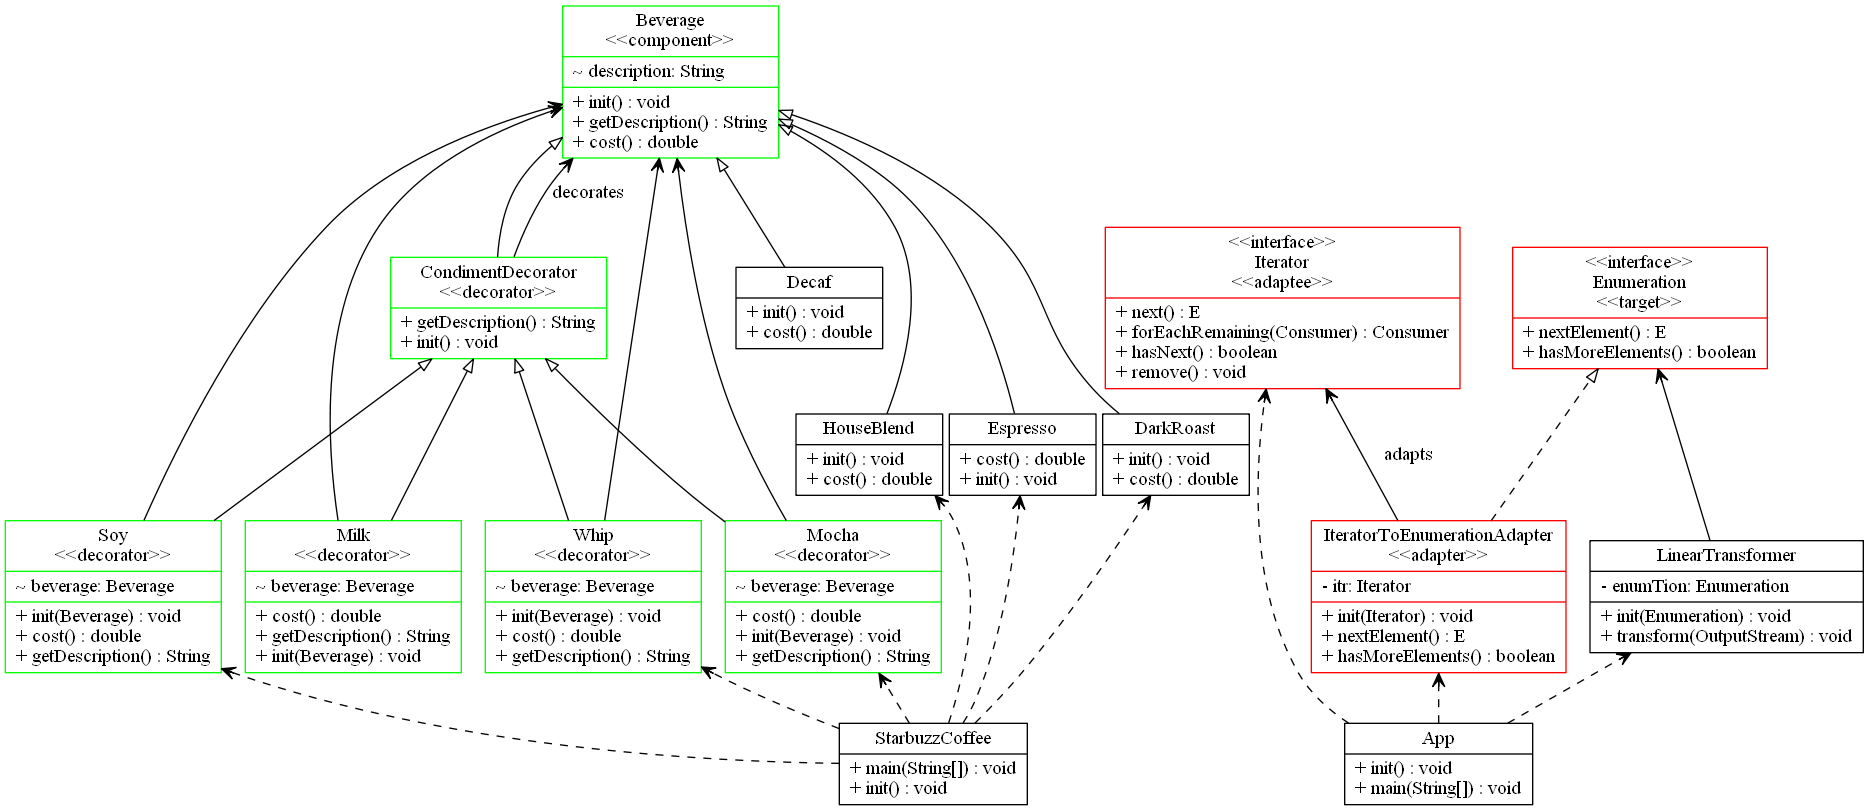 Beverage
<<component>>
~ description: String
+ init() : void
+ getDescription() : String
+ cost() : double
decorates
CondimentDecorator
<<decorator>>
+ getDescription() : String
+ init() : void
Decaf
+ init() : void
+ cost() : double
<<interface>>
Iterator
<<adaptee>>
+ next() : E
+ forEachRemaining(Consumer) : Consumer
+ hasNext() : boolean
+ remove() : void
<<interface>>
Enumeration
<<target>>
+ nextElement() : E
+ hasMoreElements() : boolean
HouseBlend
+ init() : void
+ cost() : double
Espresso
+ cost() : double
+ init() : void
DarkRoast
+ init() : void
+ cost() : double
adapts
Soy
<<decorator>>
~ beverage: Beverage
+ init(Beverage) : void
+ cost() : double
+ getDescription() : String
Milk
<<decorator>>
~ beverage: Beverage
+ cost() : double
+ getDescription() : String
+ init(Beverage) : void
Whip
<<decorator>>
~ beverage: Beverage
+ init(Beverage) : void
+ cost() : double
+ getDescription() : String
Mocha
<<decorator>>
~ beverage: Beverage
+ cost() : double
+ init(Beverage) : void
+ getDescription() : String
IteratorToEnumerationAdapter
<<adapter>>
- itr: Iterator
+ init(Iterator) : void
+ nextElement() : E
+ hasMoreElements() : boolean
LinearTransformer
- enumTion: Enumeration
+ init(Enumeration) : void
+ transform(OutputStream) : void
StarbuzzCoffee
+ main(String[]) : void
+ init() : void
App
+ init() : void
+ main(String[]) : void